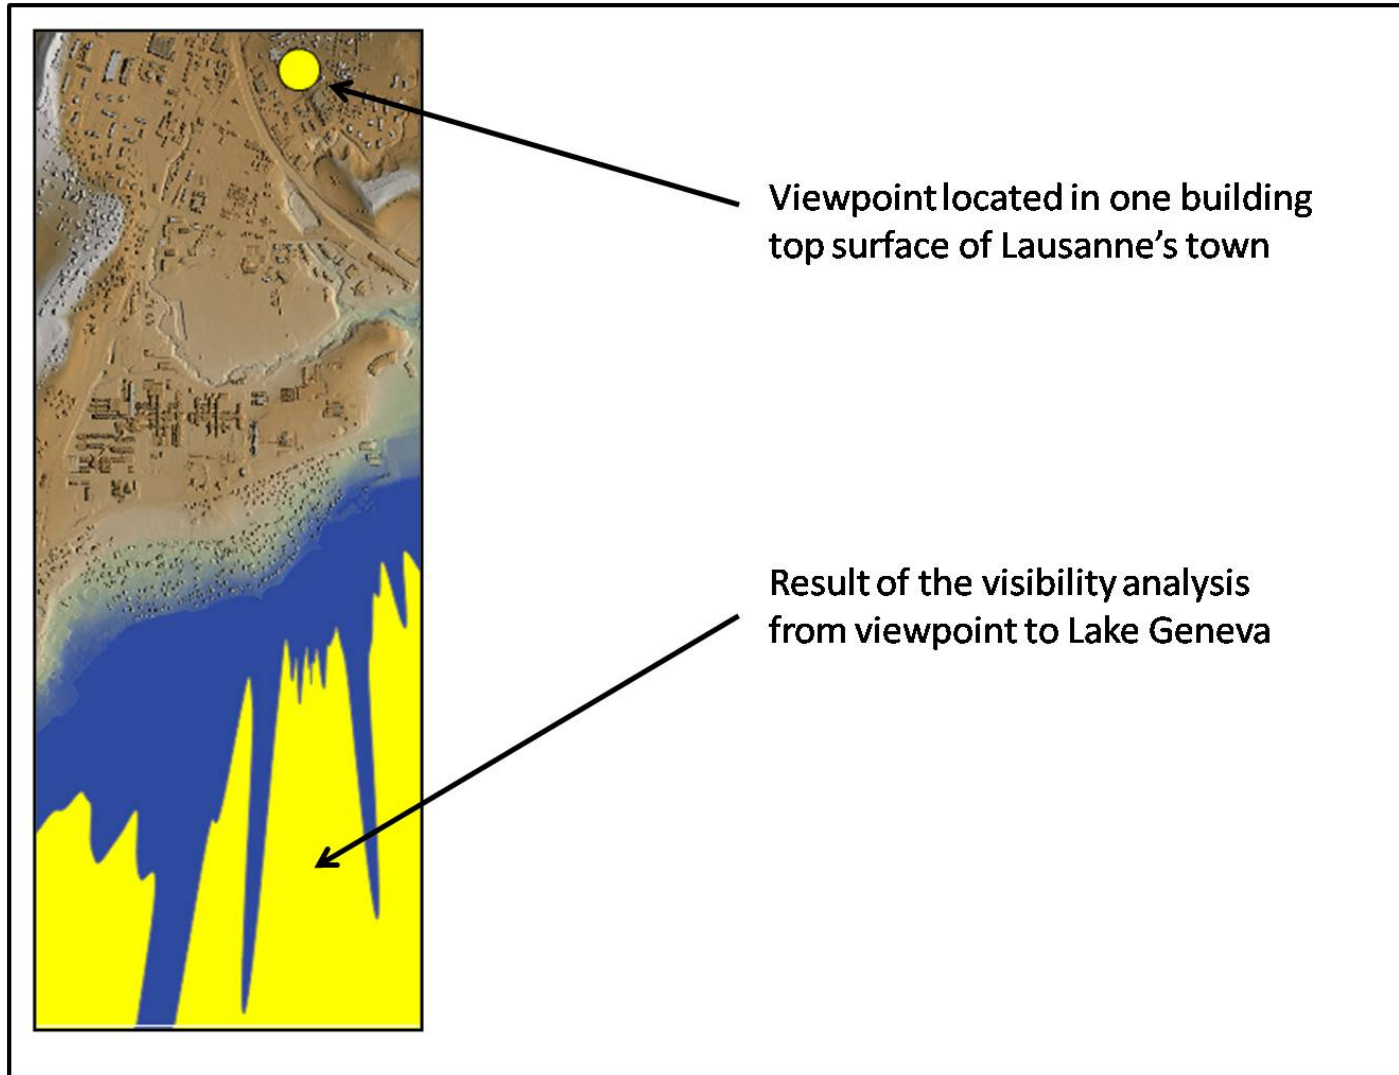 Viewpoint located in one building
top surface of Lausanne's town
Result of the visibility analysis
from viewpoint to Lake Geneva